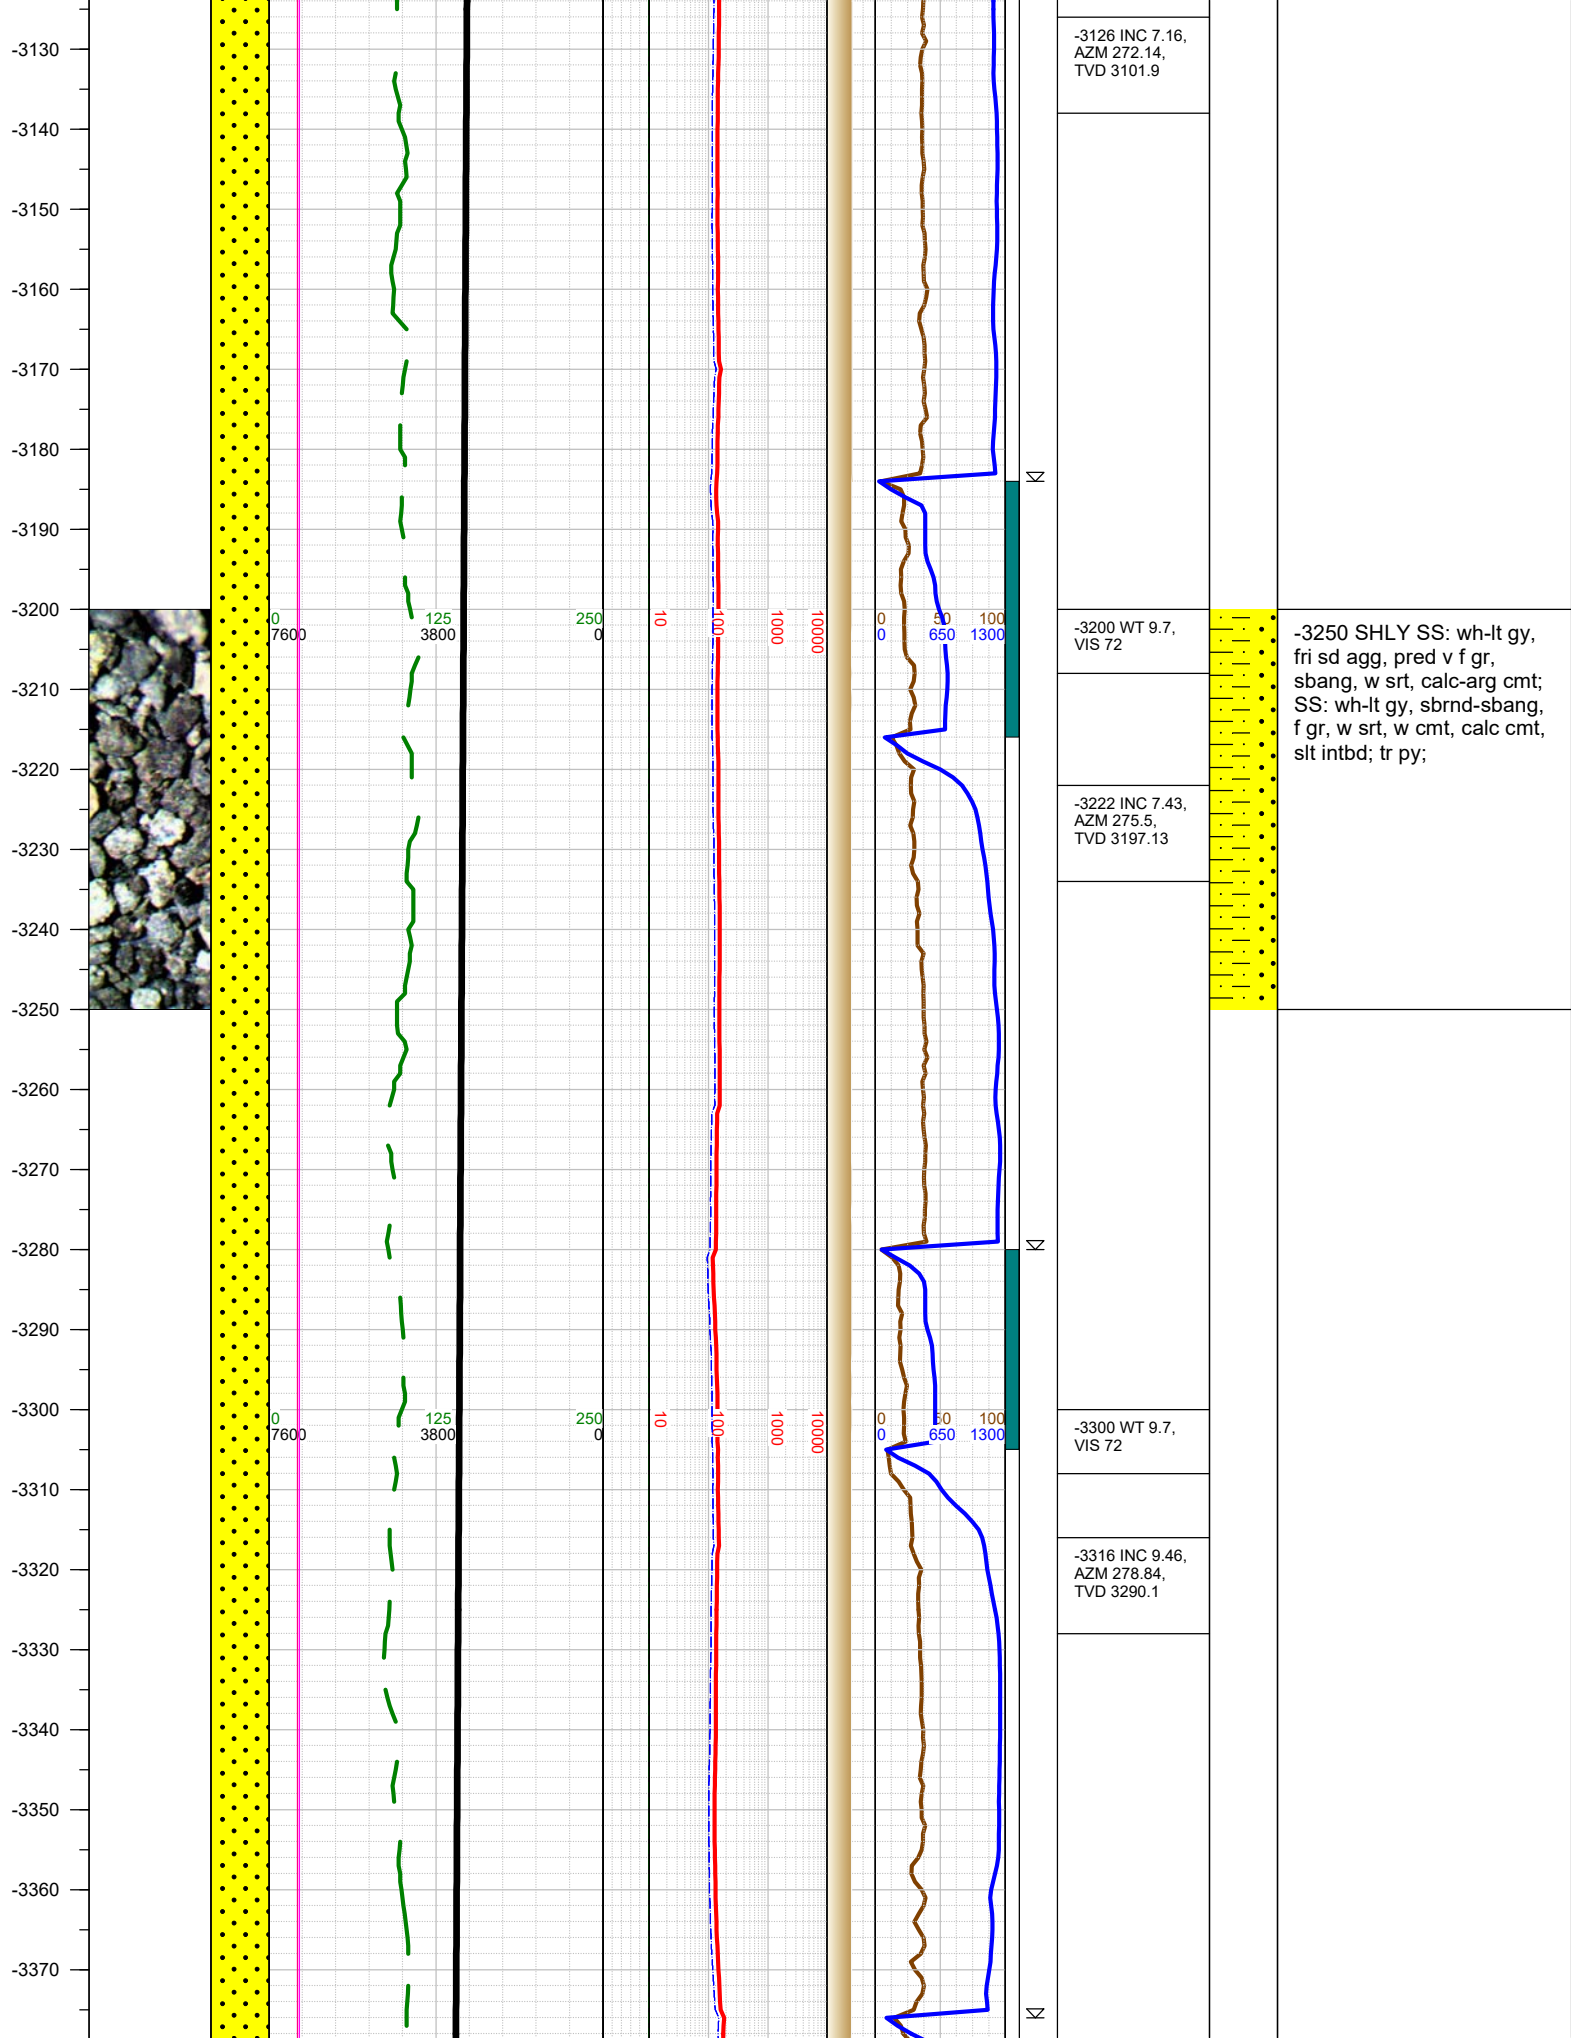 -3130
-3140
-3150
-3160
-3170
-3180
-3190
-3200
-3210
-3220
-3230
-3240
-3250
-3260
-3270
-3280
-3290
-3300
-3310
-3320
-3330
-3340
-3350
-3360
-3370
0 125 250
7600 3800 0
10 100 1000 10000
0 50 100
0 650 1300
0 125 250
7600 3800 0
10 100 1000 10000
0 50 100
0 650 1300
-3126 INC 7.16,
AZM 272.14,
TVD 3101.9
-3200 WT 9.7,
VIS 72
-3222 INC 7.43,
AZM 275.5,
TVD 3197.13
-3300 WT 9.7,
VIS 72
-3316 INC 9.46,
AZM 278.84,
TVD 3290.1
-3250 SHLY SS: wh-lt gy,
fri sd agg, pred v f gr,
sbang, w srt, calc-arg cmt;
SS: wh-lt gy, sbrnd-sbang,
f gr, w srt, w cmt, calc cmt,
slt intbd; tr py;